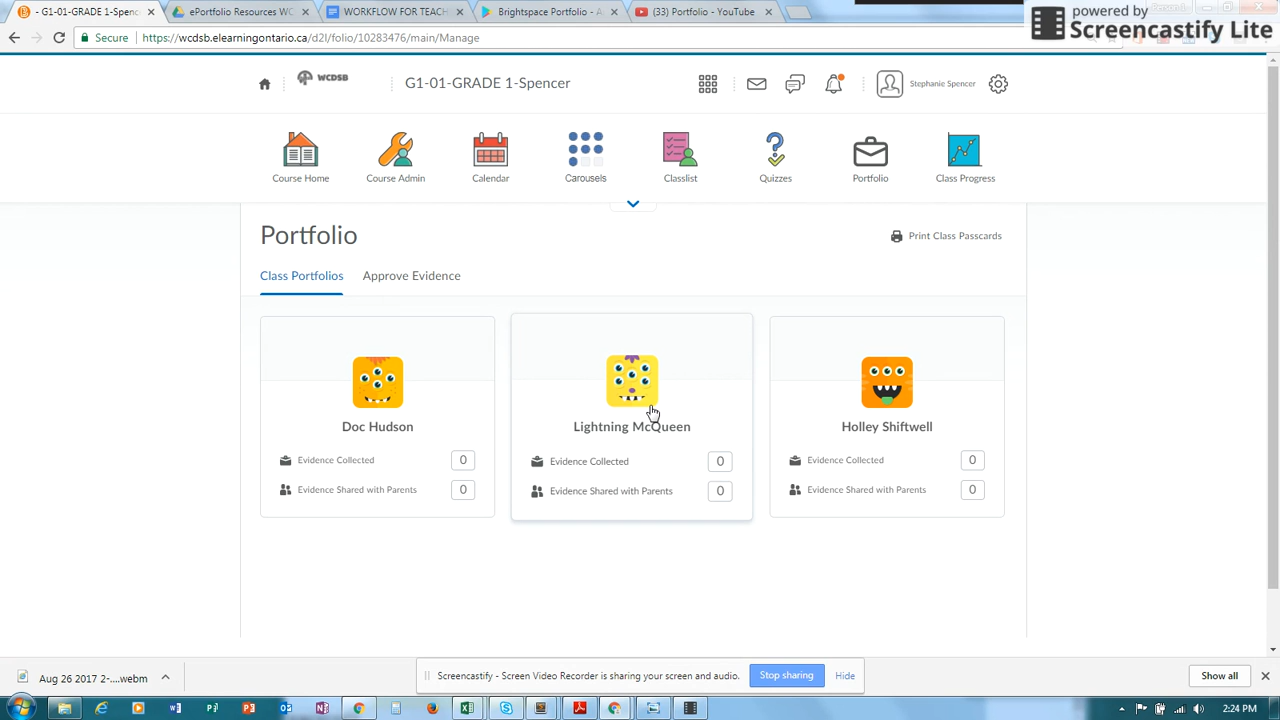 G1-01-GRADE 1-Spenc
ePortfolio Resources WC
WORKFLOW FOR TEAC
Brightspace Portfolio - A
(33) Portfolio - YouTube
powered by
Screencastify Lite
Secure
https://wcdsb.elearningontario.ca/d2l/
WCDSB
G1-01-GRADE 1-Spencer
Stephanie Spencer
Course Home
Course Admin
Calendar
Carousels
Classlist
Quizzes
Portfolio
Class Progress
Portfolio
Print Class Passcards
Class Portfolios
Approve Evidence
Doc Hudson
Evidence Collected 0
Evidence Shared with Parents 0
Lightning McQueen
Evidence Collected 0
Evidence Shared with Parents 0
Holley Shiftwell
Evidence Collected 0
Evidence Shared with Parents 0
Aug 26 2017 2-....webm
Screencastify - Screen Video Recorder is sharing your screen and audio.
Stop sharing
Hide
Show all
2:24 PM